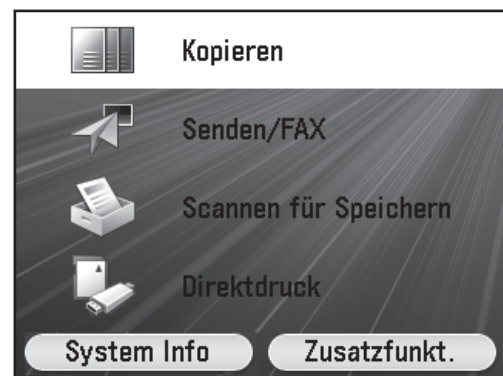 Kopieren
Senden/FAX
Scannen für Speichern
Direktdruck
System Info Zusatzfunkt.